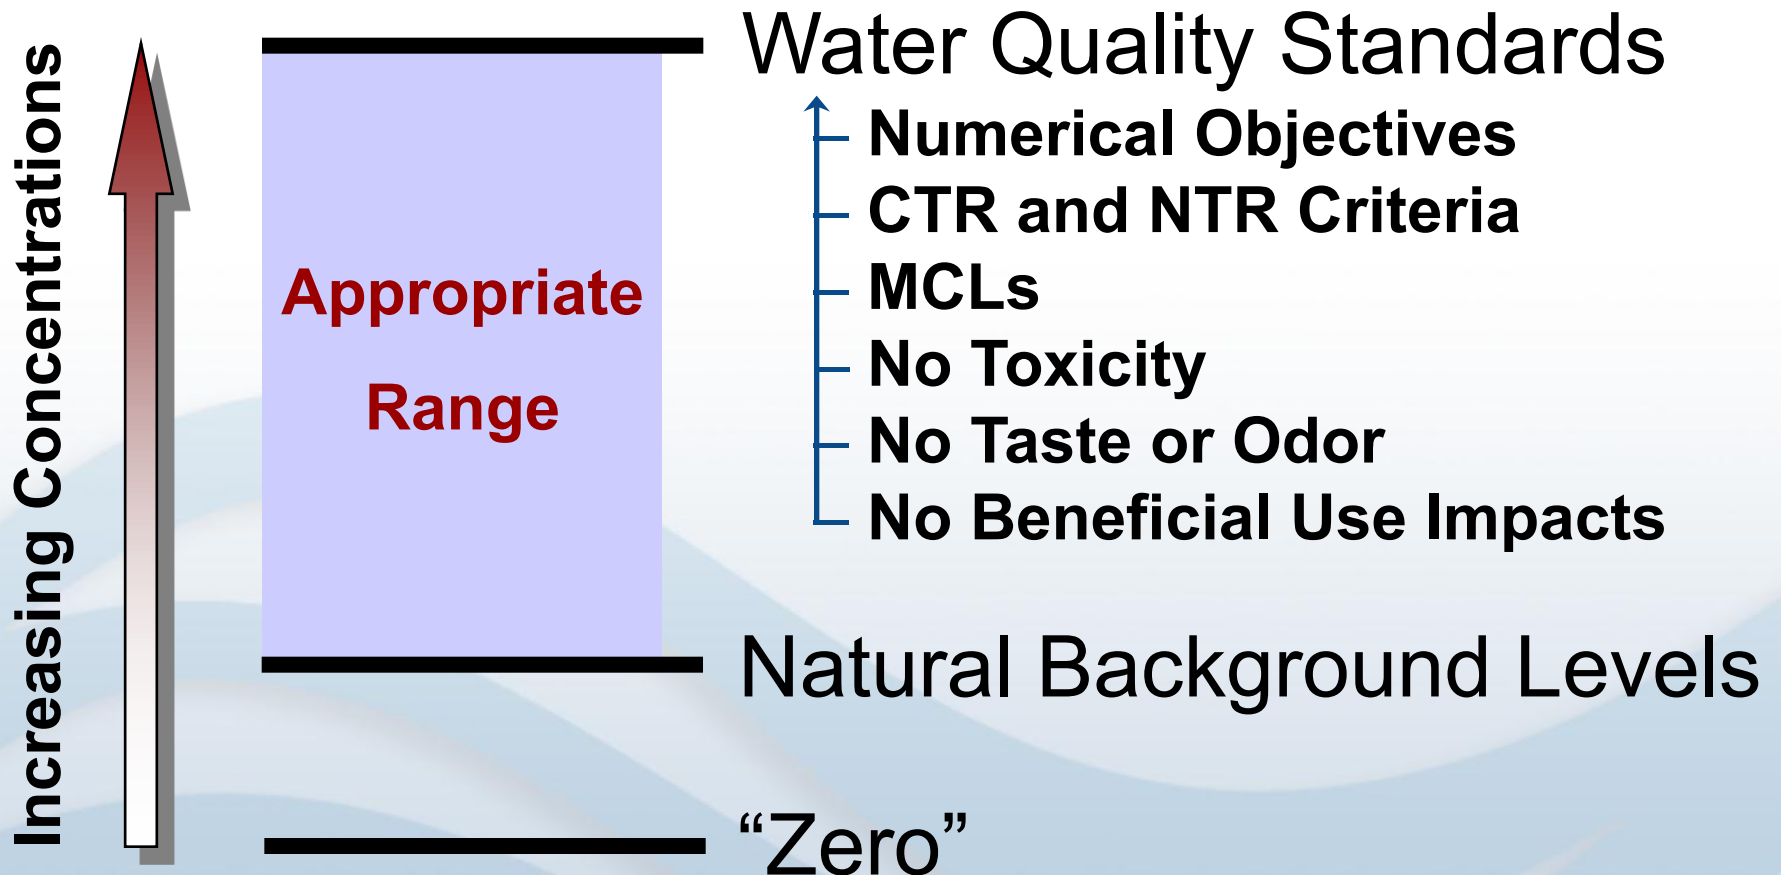 Increasing Concentrations
Appropriate
Range
Water Quality Standards
Numerical Objectives
CTR and NTR Criteria
MCLs
No Toxicity
No Taste or Odor
No Beneficial Use Impacts
Natural Background Levels
“Zero”